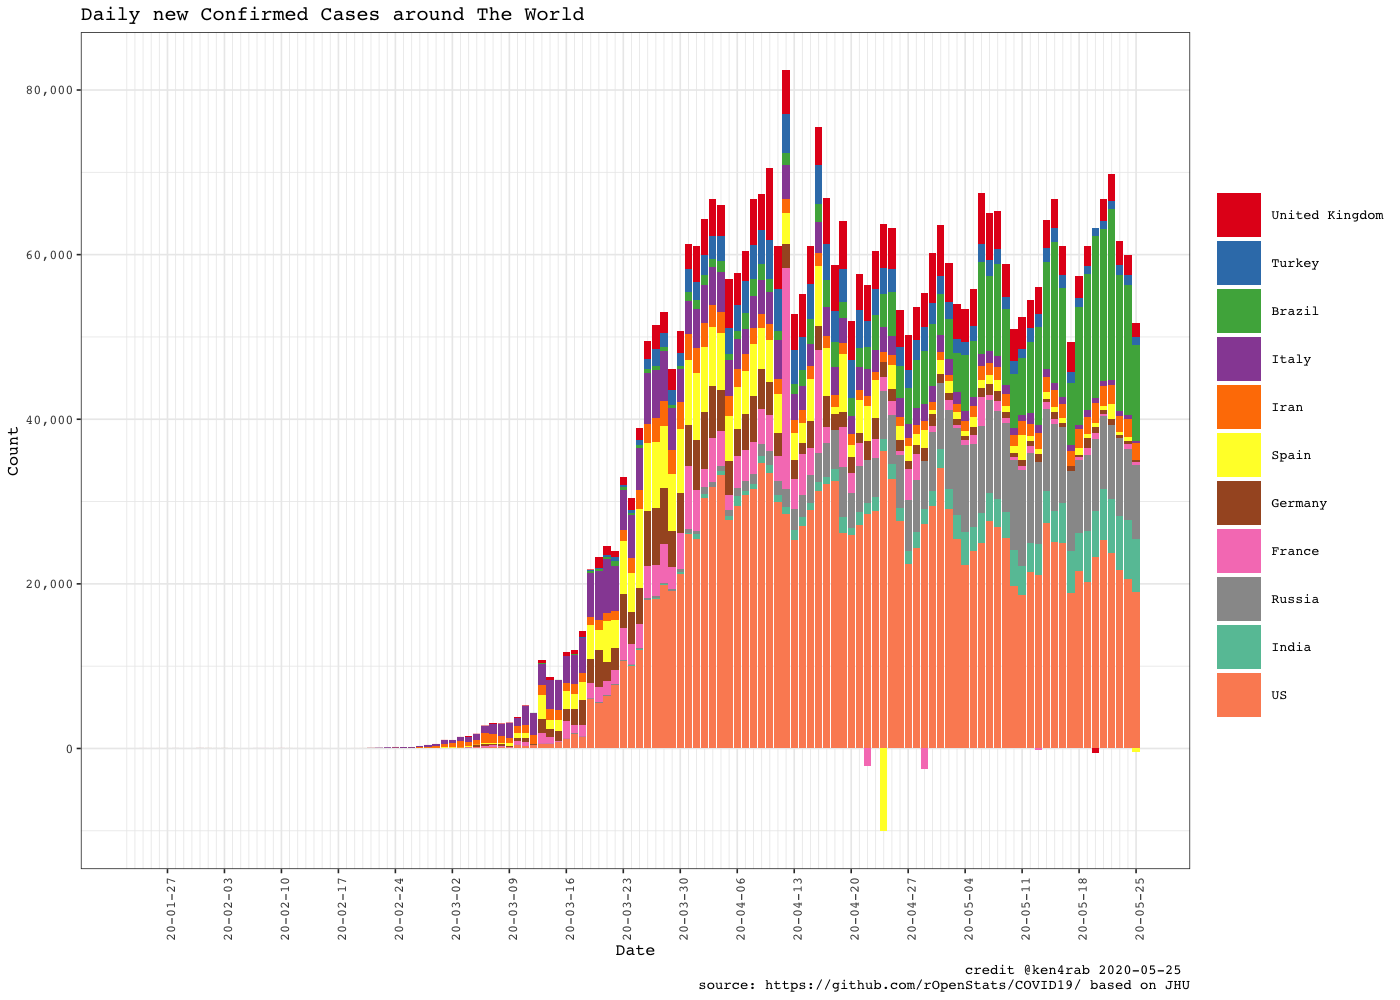 Daily new Confirmed Cases around The World
80,000
60,000
40,000
20,000
0
Count
20-01-27
20-02-03
20-02-10
20-02-17
20-02-24
20-03-02
20-03-09
20-03-16
20-03-23
20-03-30
20-04-06
20-04-13
20-04-20
20-04-27
20-05-04
20-05-11
20-05-18
20-05-25
Date
United Kingdom
Turkey
Brazil
Italy
Iran
Spain
Germany
France
Russia
India
US
credit @ken4rab 2020-05-25
source: https://github.com/rOpenStats/COVID19/ based on JHU